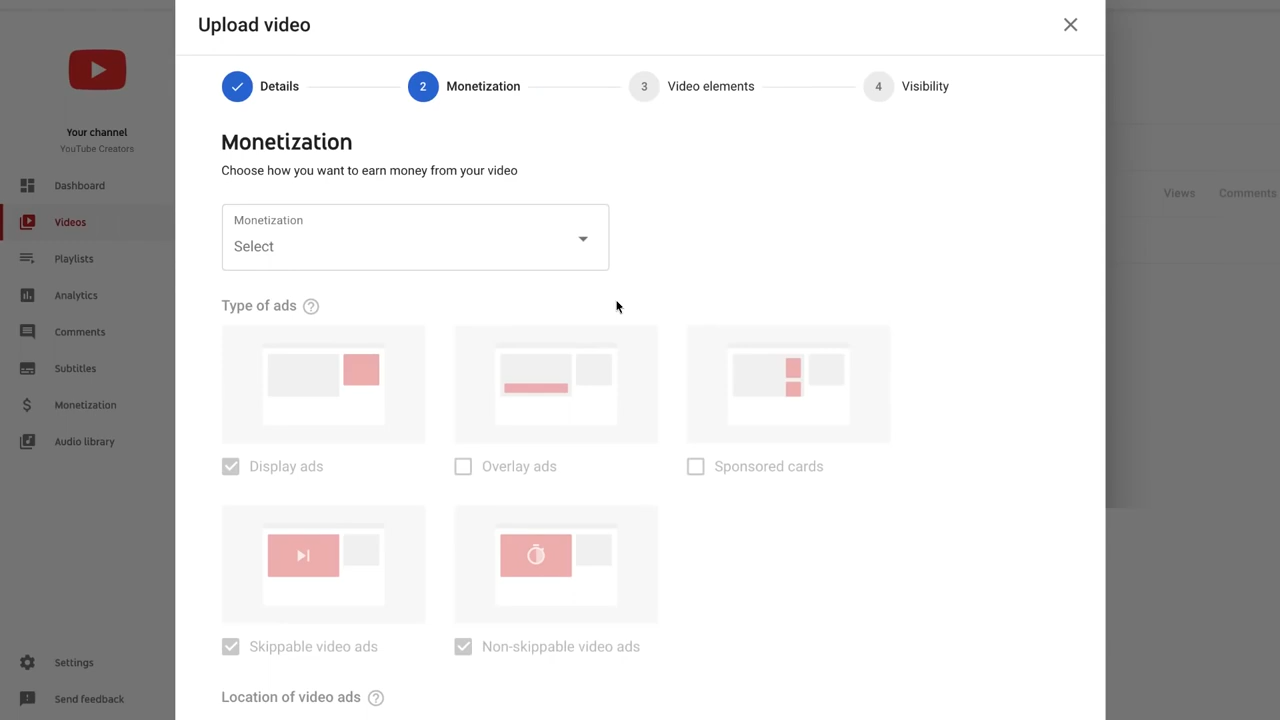 Upload video
Details
2
Monetization
3
Video elements
4
Visibility
Your channel
YouTube Creators
Dashboard
Videos
Playlists
Analytics
Comments
Subtitles
Monetization
Audio library
Settings
Send feedback
Monetization
Choose how you want to earn money from your video
Monetization
Select
Type of ads ?
Display ads
Overlay ads
Sponsored cards
Skippable video ads
Non-skippable video ads
Location of video ads ?
Views
Comments